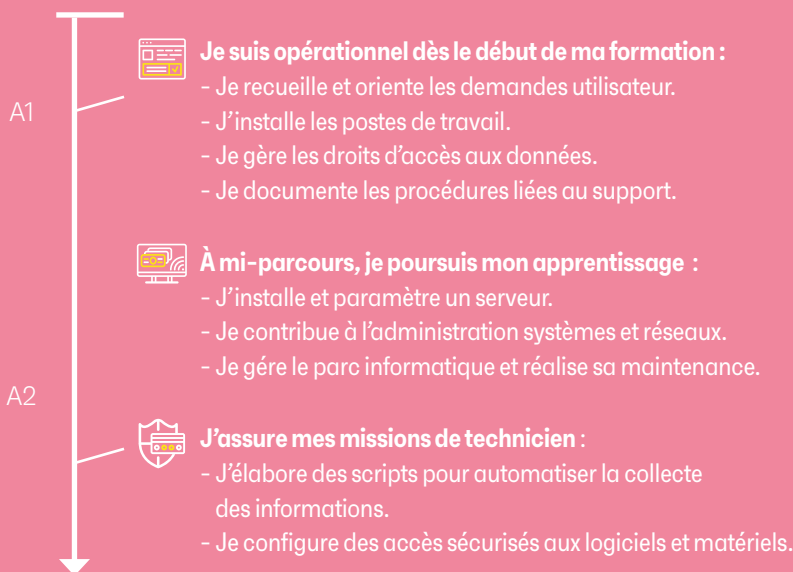 A1
Je suis opérationnel dès le début de ma formation :
- Je recueille et oriente les demandes utilisateur.
- J’installe les postes de travail.
- Je gère les droits d’accès aux données.
- Je documente les procédures liées au support.
À mi-parcours, je poursuis mon apprentissage :
- J’installe et paramètre un serveur.
- Je contribue à l’administration systèmes et réseaux.
- Je gére le parc informatique et réalise sa maintenance.
A2
J’assure mes missions de technicien :
- J’élabore des scripts pour automatiser la collecte
des informations.
- Je configure des accès sécurisés aux logiciels et matériels.